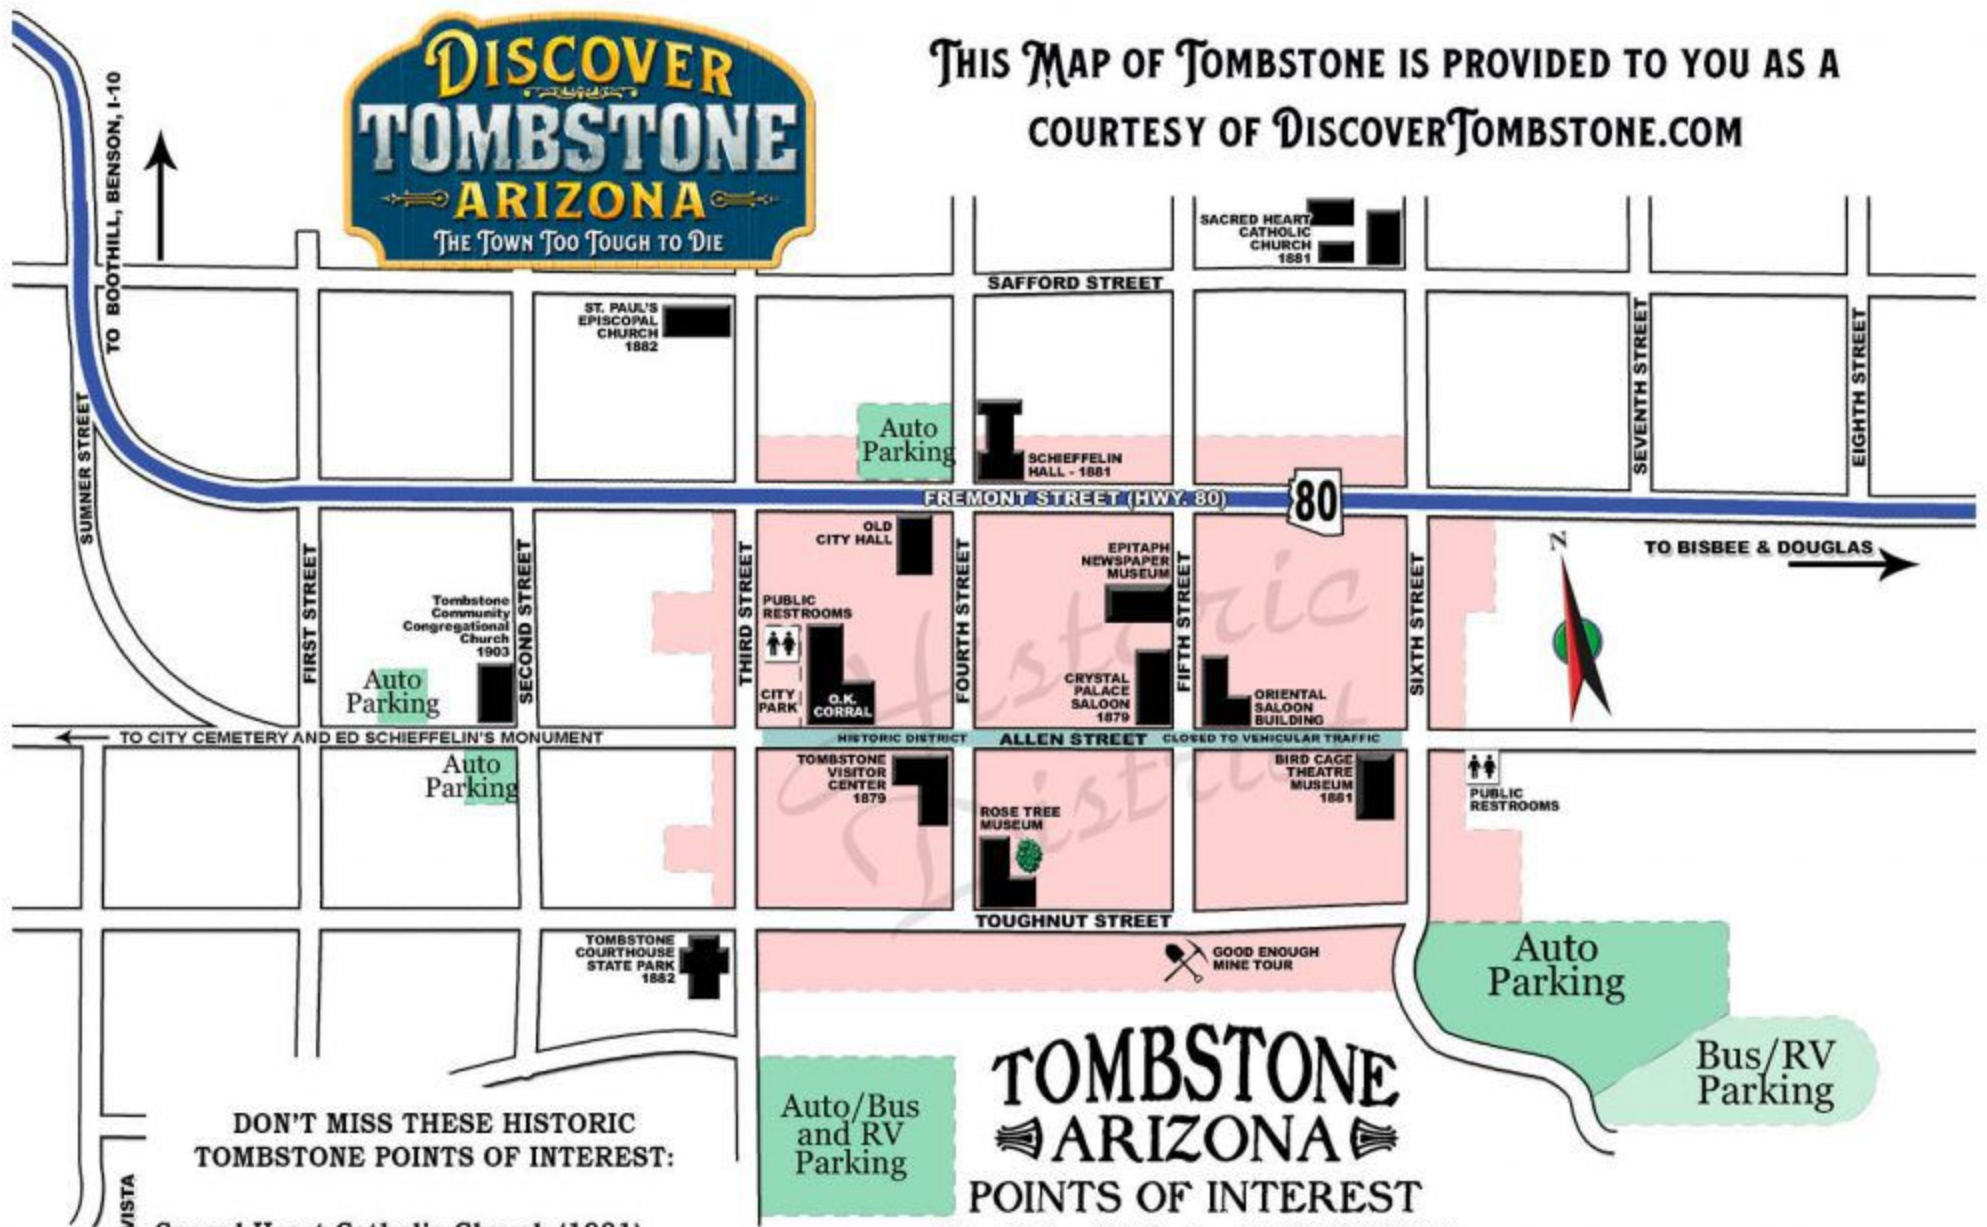 DISCOVER
TOMBSTONE
ARIZONA
THE TOWN TOO TOUGH TO DIE
THIS MAP OF TOMBSTONE IS PROVIDED TO YOU AS A
COURTESY OF DISCOVERTOMBSTONE.COM
TO BOOTHILL, BENSON, I-10
SACRED HEART
CATHOLIC
CHURCH
1881
SAFFORD STREET
ST. PAUL'S
EPISCOPAL
CHURCH
1882
SUMNER STREET
SEVENTH STREET
EIGHTH STREET
Auto
Parking
SCHIEFFELIN
HALL - 1881
FREMONT STREET (HWY. 80)
80
OLD
CITY HALL
EPITAPH
NEWSPAPER
MUSEUM
N
TO BISBEE & DOUGLAS
FIRST STREET
SECOND STREET
THIRD STREET
FOURTH STREET
FIFTH STREET
SIXTH STREET
Tombstone
Community
Congregational
Church
1903
PUBLIC
RESTROOMS
Historic
District
Auto
Parking
CITY
PARK
O.K.
CORRAL
CRYSTAL
PALACE
SALOON
1879
ORIENTAL
SALOON
BUILDING
TO CITY CEMETERY AND ED SCHIEFFELIN'S MONUMENT
HISTORIC DISTRICT
ALLEN STREET
CLOSED TO VEHICULAR TRAFFIC
Auto
Parking
TOMBSTONE
VISITOR
CENTER
1879
ROSE TREE
MUSEUM
BIRD CAGE
THEATRE
MUSEUM
1881
PUBLIC
RESTROOMS
TOUGHNUT STREET
TOMBSTONE
COURTHOUSE
STATE PARK
1882
GOOD ENOUGH
MINE TOUR
Auto
Parking
Bus/RV
Parking
Auto/Bus
and RV
Parking
TOMBSTONE
ARIZONA
POINTS OF INTEREST
DON'T MISS THESE HISTORIC
TOMBSTONE POINTS OF INTEREST:
VISTA
Sacred Heart Catholic Church (1881)